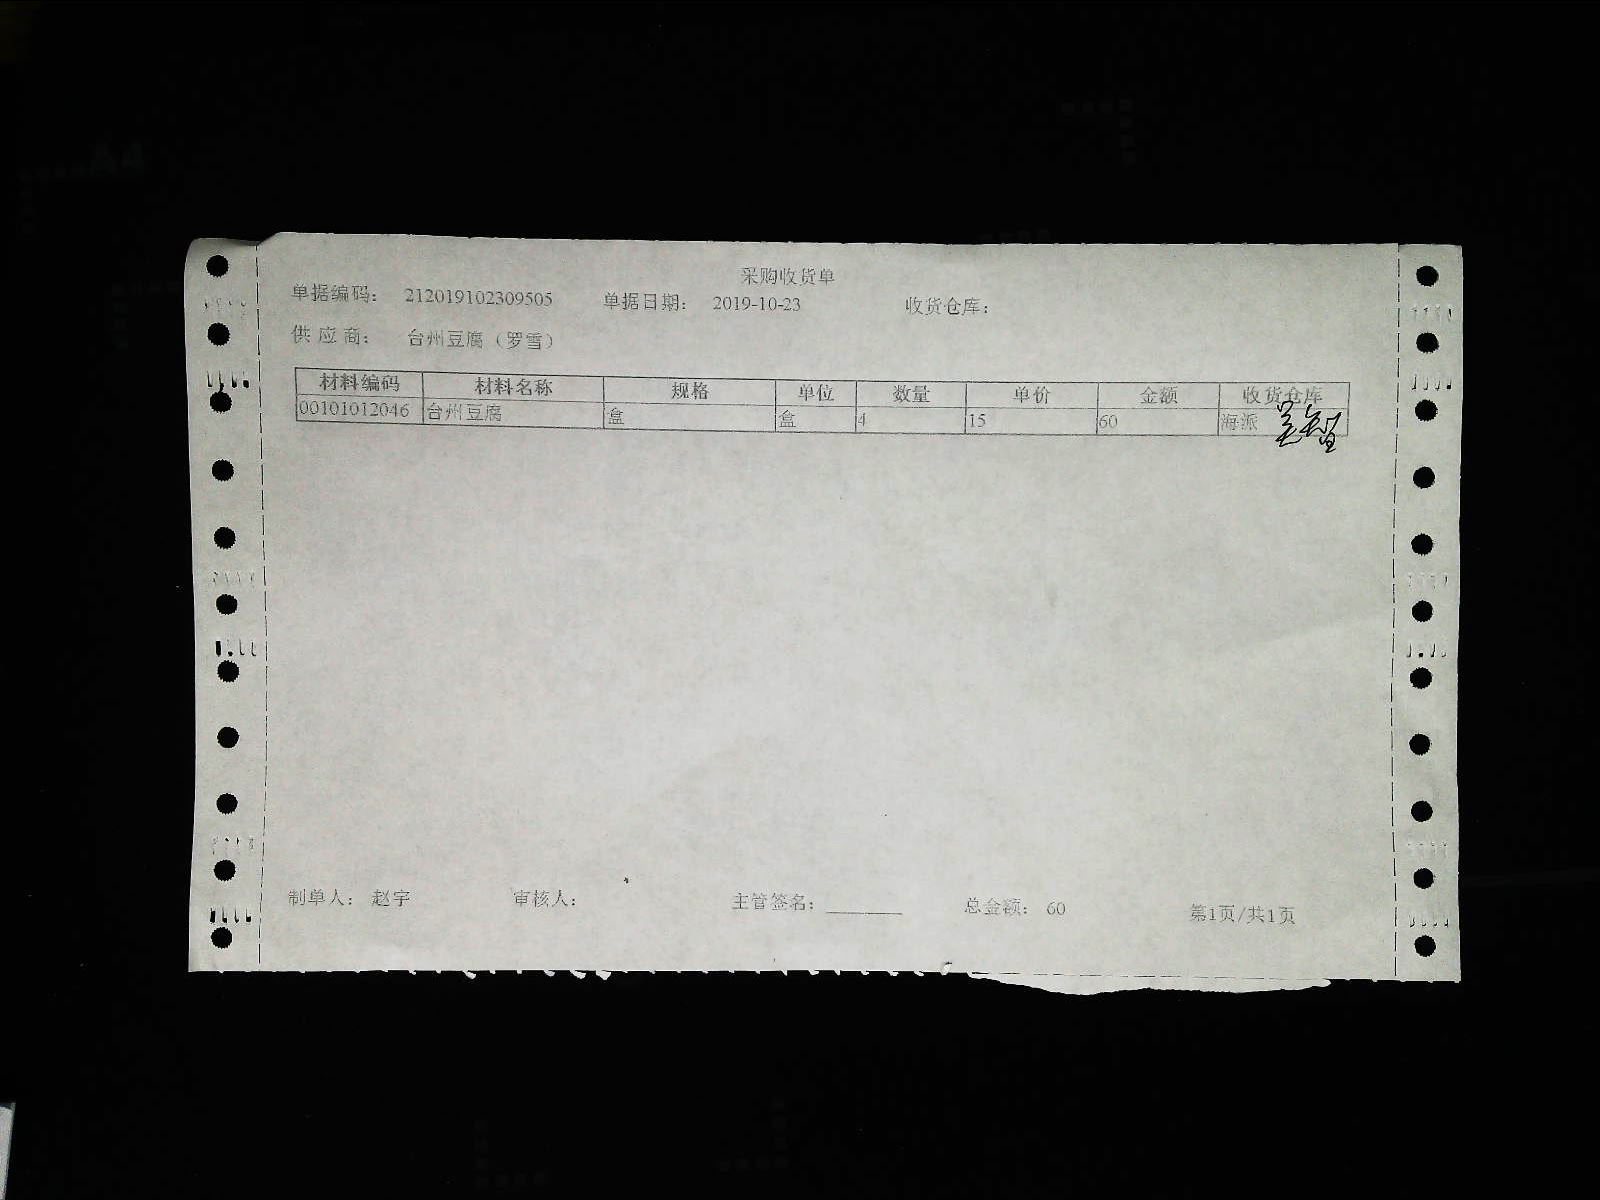 采购收货单
单据编码： 212019102309505 单据日期： 2019-10-23 收货仓库：
供 应 商： 台州豆腐（罗雪）
材料编码 材料名称 规格 单位 数量 单价 金额 收货仓库
00101012046 台州豆腐 盒 盒 4 15 60 海派
制单人： 赵宇 审核人： 主管签名：________ 总金额： 60 第1页/共1页